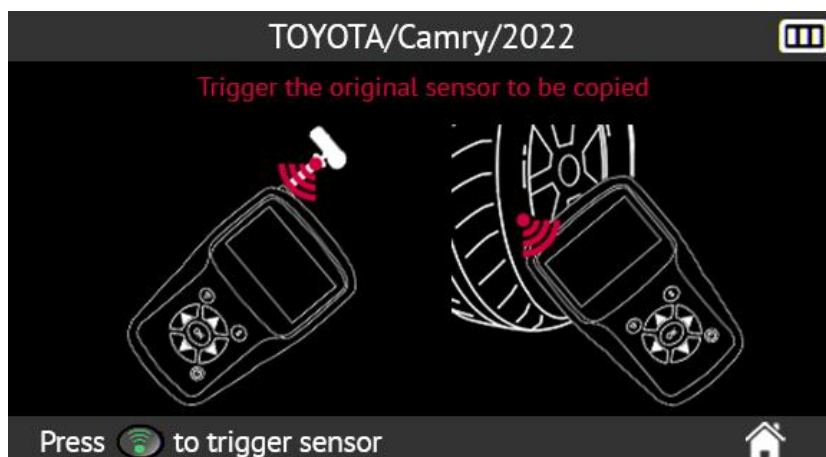 TOYOTA/Camry/2022
Trigger the original sensor to be copied
Press to trigger sensor